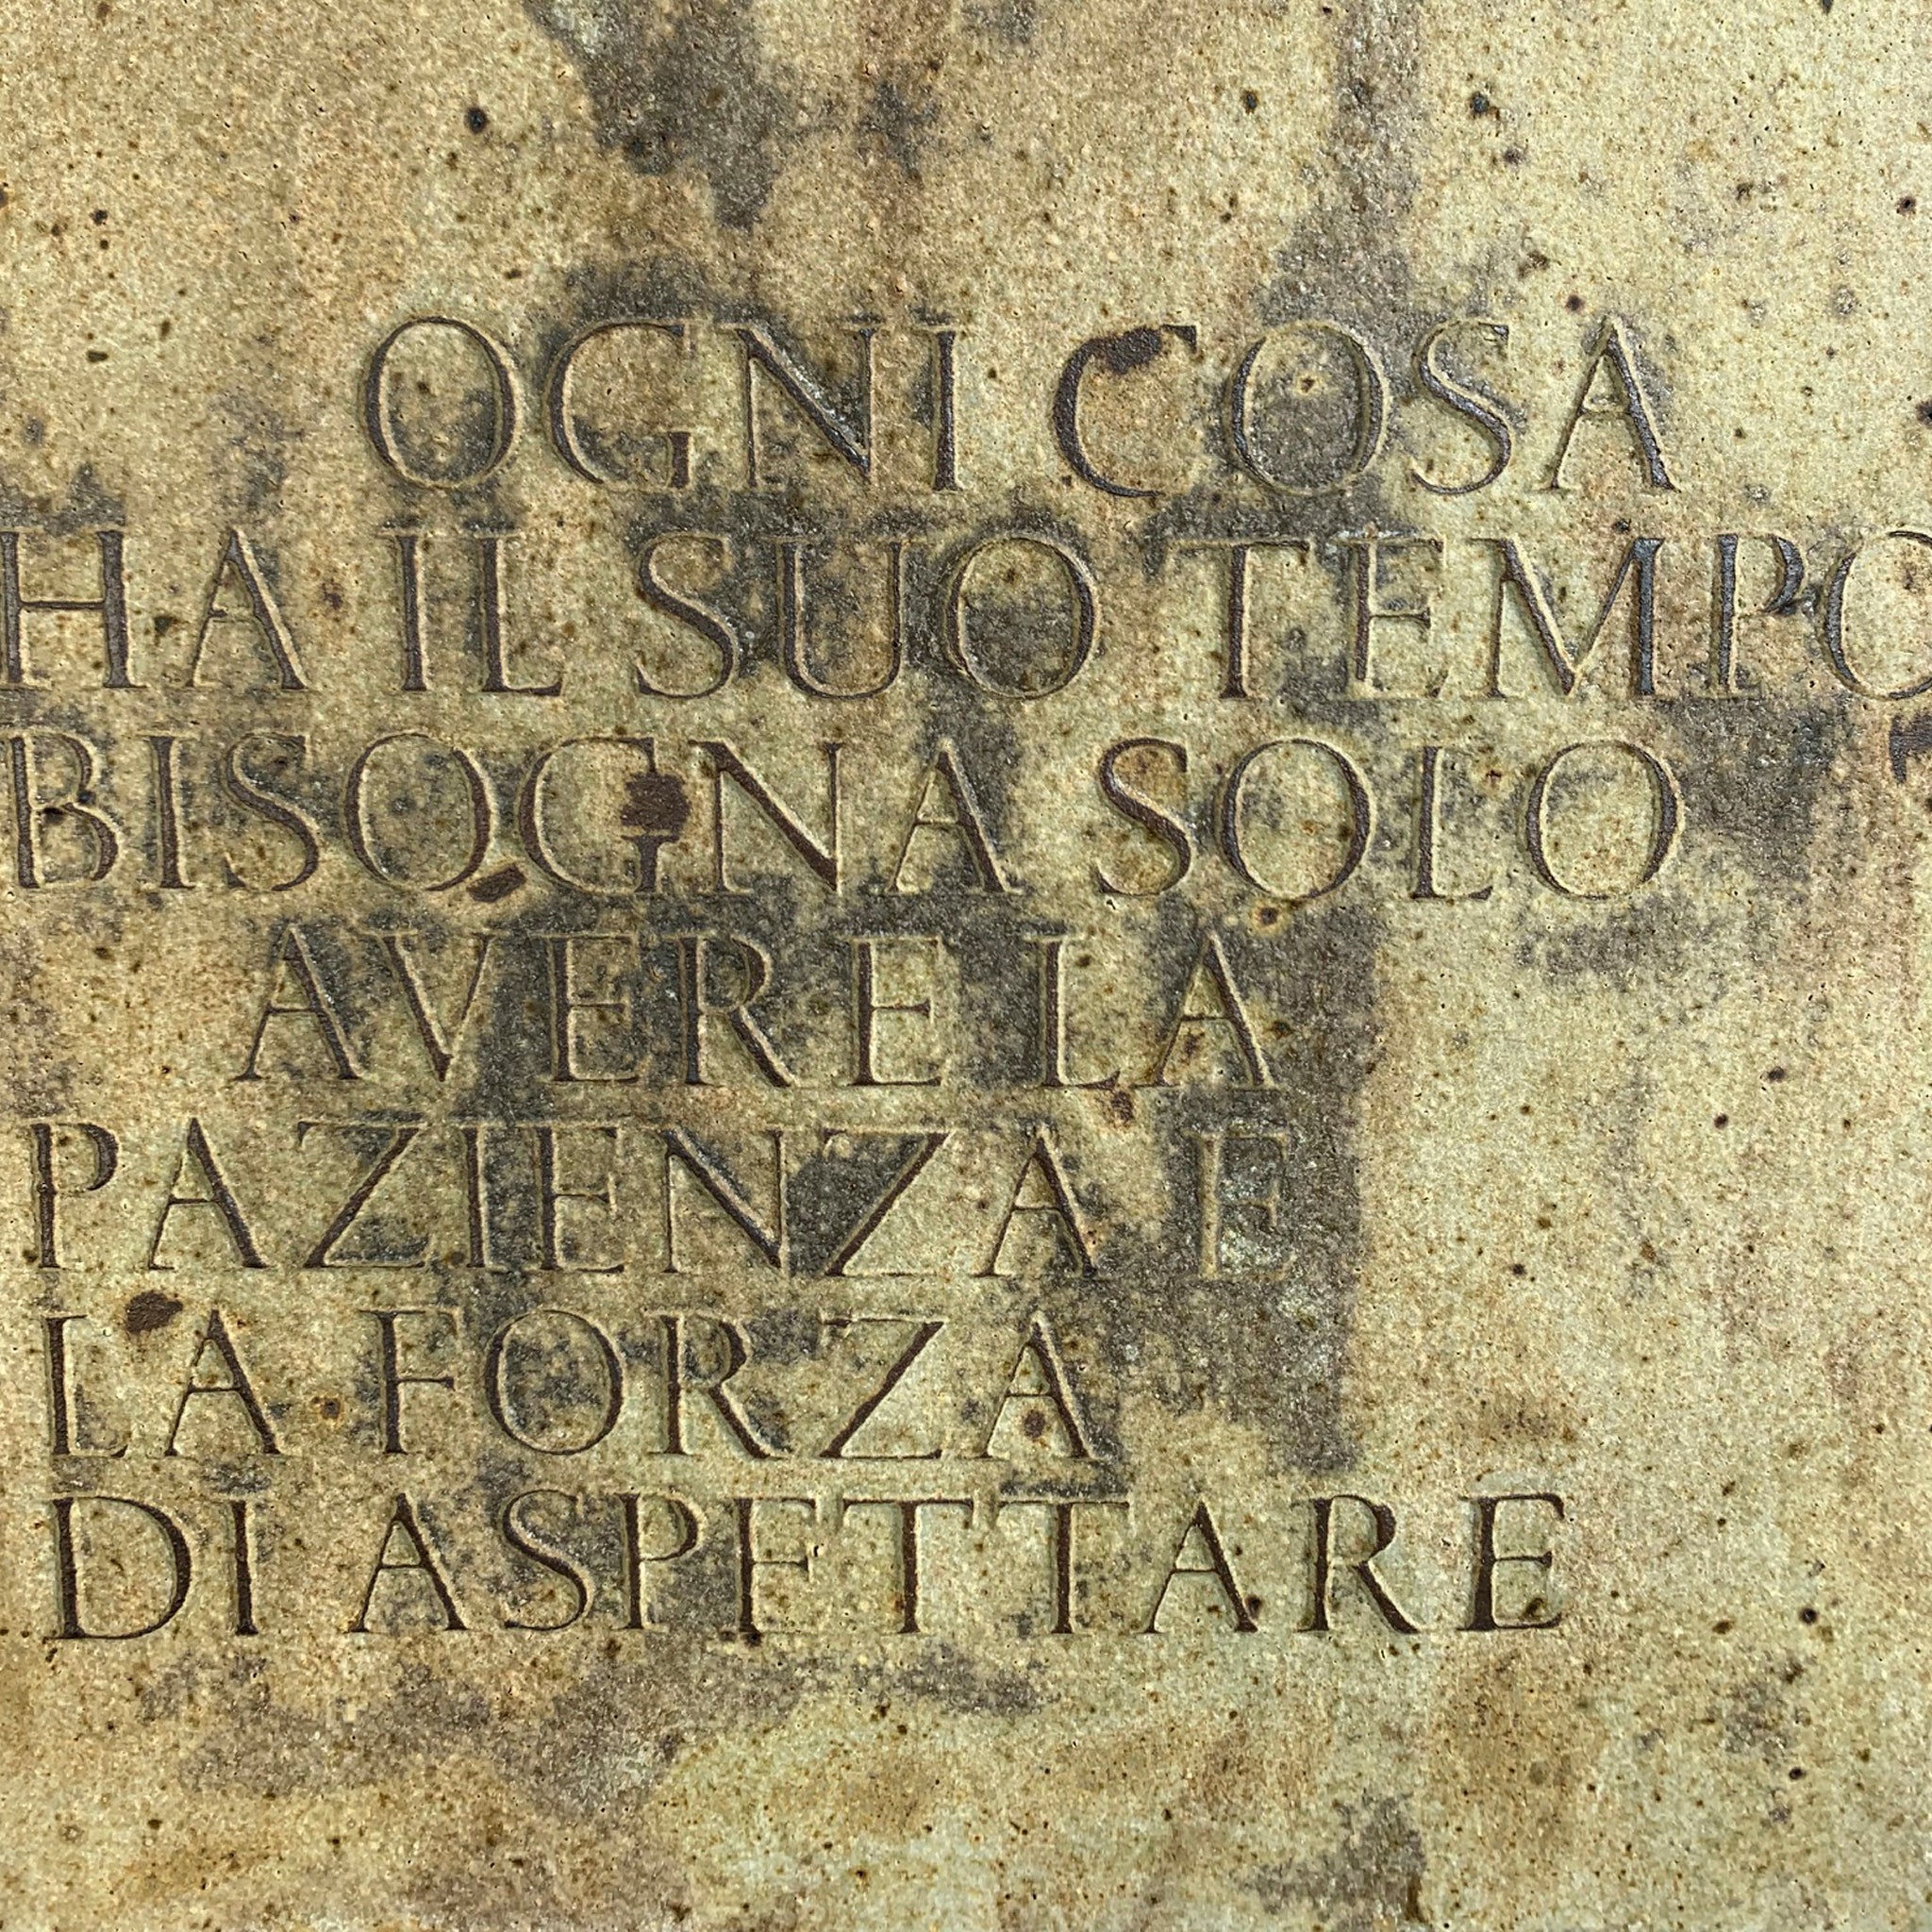 OGNI COSA
HA IL SUO TEMPO
BISOGNA SOLO
AVERE LA
PAZIENZA E
LA FORZA
DI ASPETTARE